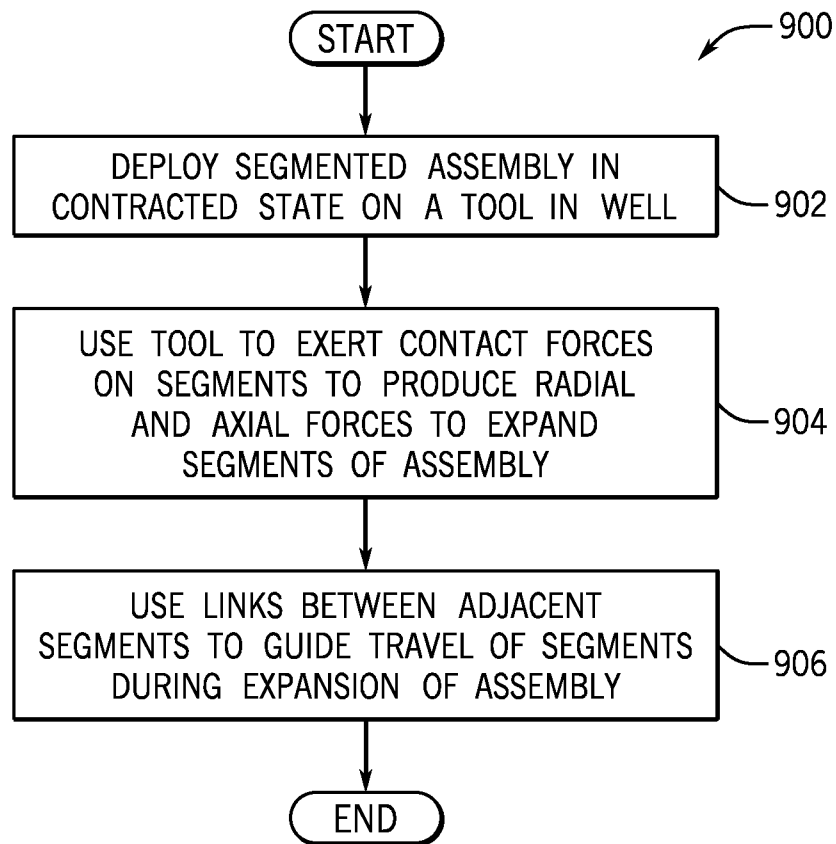 START
900
DEPLOY SEGMENTED ASSEMBLY IN
CONTRACTED STATE ON A TOOL IN WELL
902
USE TOOL TO EXERT CONTACT FORCES
ON SEGMENTS TO PRODUCE RADIAL
AND AXIAL FORCES TO EXPAND
SEGMENTS OF ASSEMBLY
904
USE LINKS BETWEEN ADJACENT
SEGMENTS TO GUIDE TRAVEL OF SEGMENTS
DURING EXPANSION OF ASSEMBLY
906
END